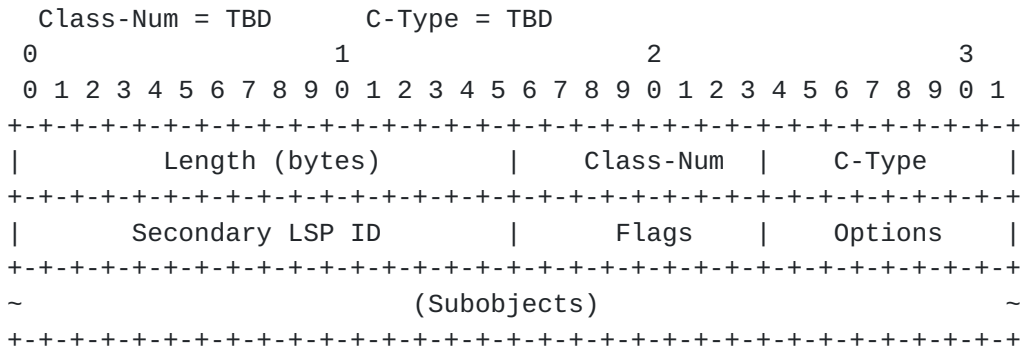 Class-Num = TBD      C-Type = TBD
 0                   1                   2                   3
 0 1 2 3 4 5 6 7 8 9 0 1 2 3 4 5 6 7 8 9 0 1 2 3 4 5 6 7 8 9 0 1
+-+-+-+-+-+-+-+-+-+-+-+-+-+-+-+-+-+-+-+-+-+-+-+-+-+-+-+-+-+-+-+-+
|         Length (bytes)        |    Class-Num  |    C-Type     |
+-+-+-+-+-+-+-+-+-+-+-+-+-+-+-+-+-+-+-+-+-+-+-+-+-+-+-+-+-+-+-+-+
|       Secondary LSP ID        |      Flags    |    Options    |
+-+-+-+-+-+-+-+-+-+-+-+-+-+-+-+-+-+-+-+-+-+-+-+-+-+-+-+-+-+-+-+-+
~                         (Subobjects)                          ~
+-+-+-+-+-+-+-+-+-+-+-+-+-+-+-+-+-+-+-+-+-+-+-+-+-+-+-+-+-+-+-+-+